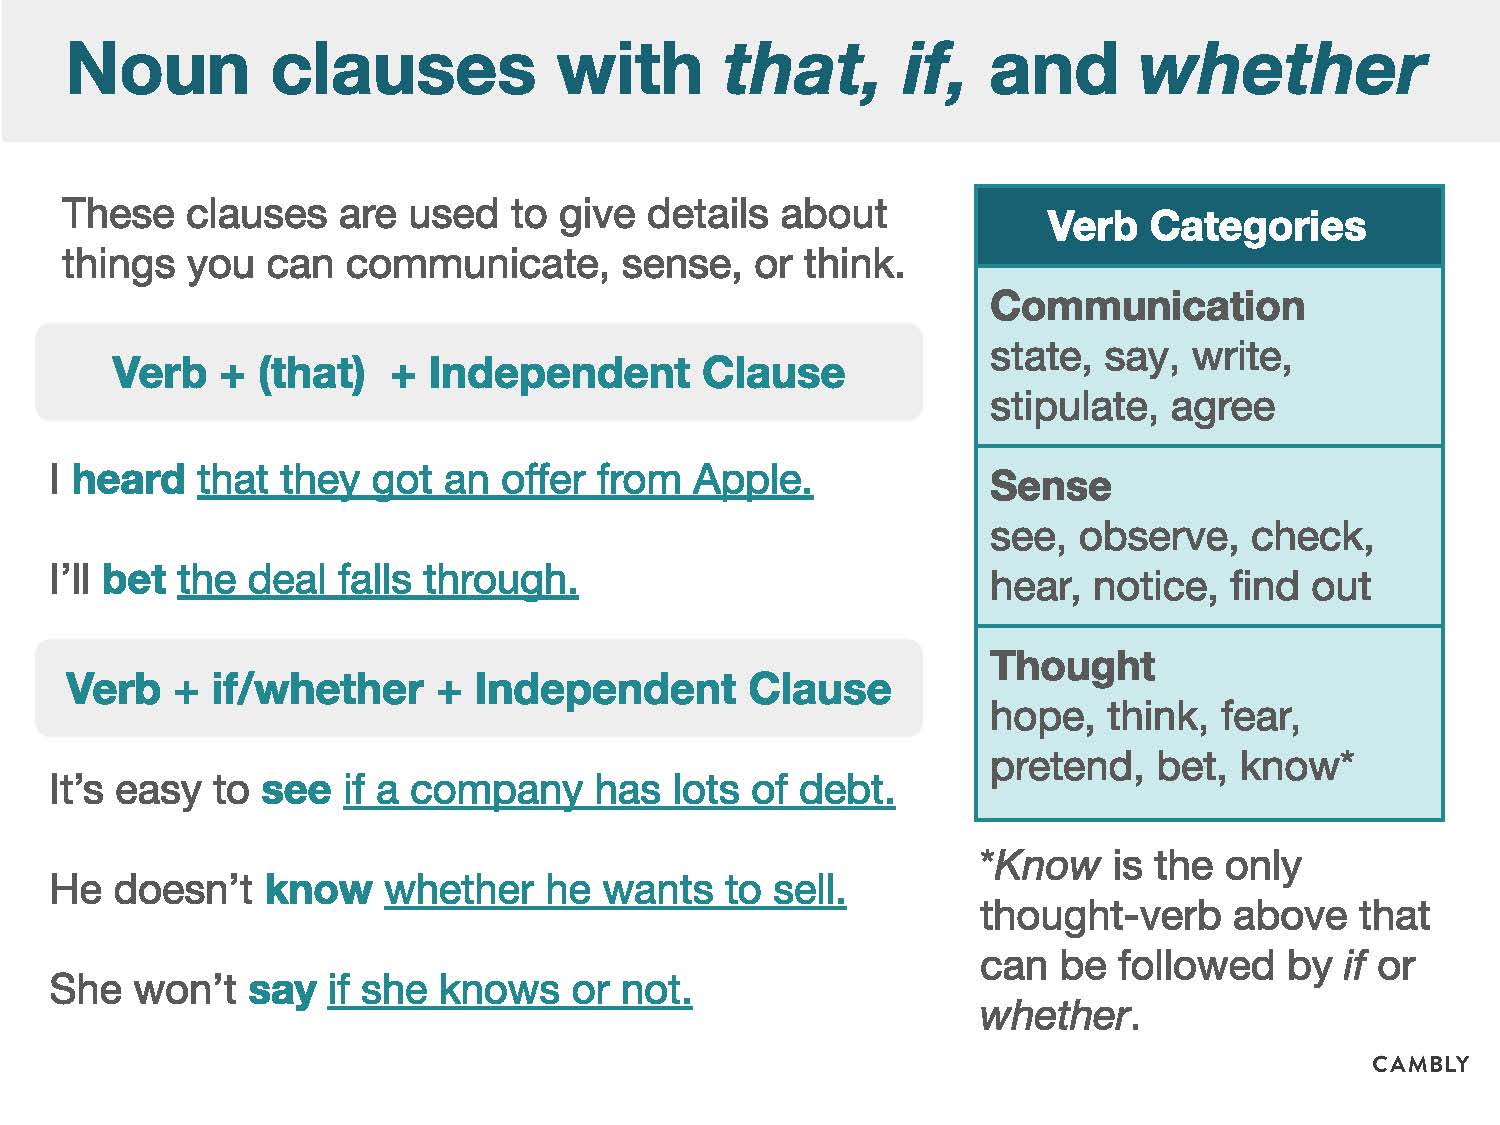 Noun clauses with that, if, and whether
These clauses are used to give details about
things you can communicate, sense, or think.
Verb + (that) + Independent Clause
I heard that they got an offer from Apple.
I’ll bet the deal falls through.
Verb + if/whether + Independent Clause
It’s easy to see if a company has lots of debt.
He doesn’t know whether he wants to sell.
She won’t say if she knows or not.
Verb Categories
Communication
state, say, write,
stipulate, agree
Sense
see, observe, check,
hear, notice, find out
Thought
hope, think, fear,
pretend, bet, know*
*Know is the only
thought-verb above that
can be followed by if or
whether.
CAMBLY